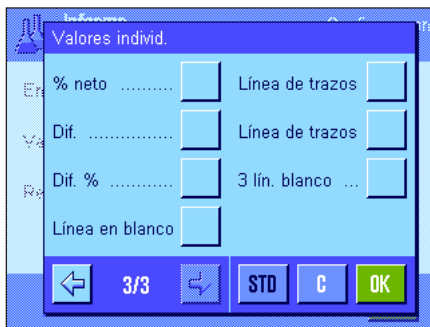 Informe
Valores individ.
% neto ..........
Línea de trazos
Dif. ...............
Línea de trazos
Dif. % ...........
3 lín. blanco ...
Línea en blanco
3/3
STD
C
OK